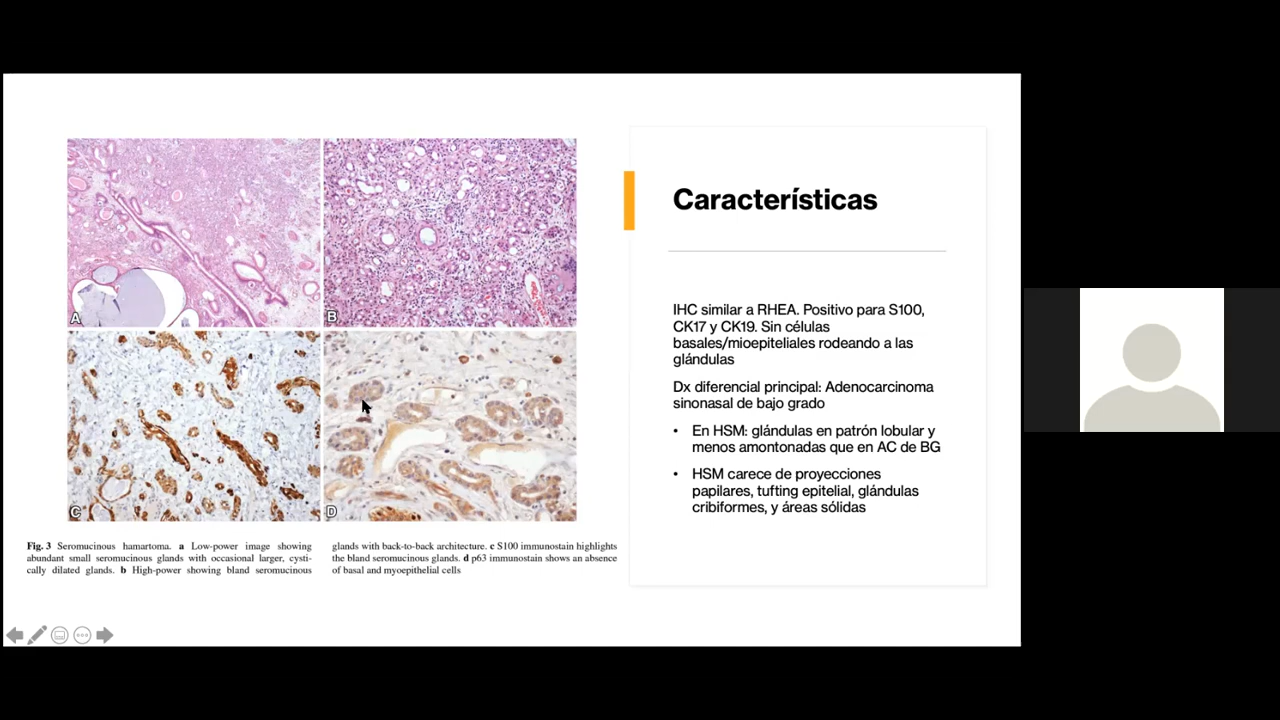 A
B
C
D
Fig. 3 Seromucinous hamartoma. a Low-power image showing
abundant small seromucinous glands with occasional larger, cysti-
cally dilated glands. b High-power showing bland seromucinous
glands with back-to-back architecture. c S100 immunostain highlights
the bland seromucinous glands. d p63 immunostain shows an absence
of basal and myoepithelial cells
Características
IHC similar a RHEA. Positivo para S100,
CK17 y CK19. Sin células
basales/mioepiteliales rodeando a las
glándulas
Dx diferencial principal: Adenocarcinoma
sinonasal de bajo grado
• En HSM: glándulas en patrón lobular y
menos amontonadas que en AC de BG
• HSM carece de proyecciones
papilares, tufting epitelial, glándulas
cribiformes, y áreas sólidas